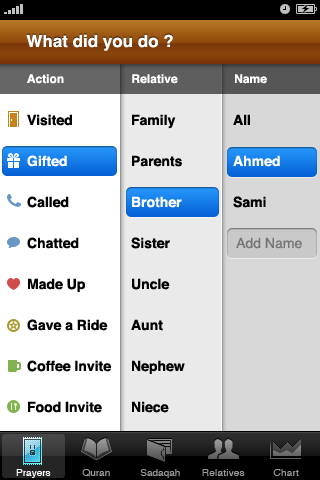 What did you do ?
Action Relative Name
Visited Family All
Gifted Parents Ahmed
Called Brother Sami
Chatted Sister Add Name
Made Up Uncle
Gave a Ride Aunt
Coffee Invite Nephew
Food Invite Niece
Prayers Quran Sadaqah Relatives Chart